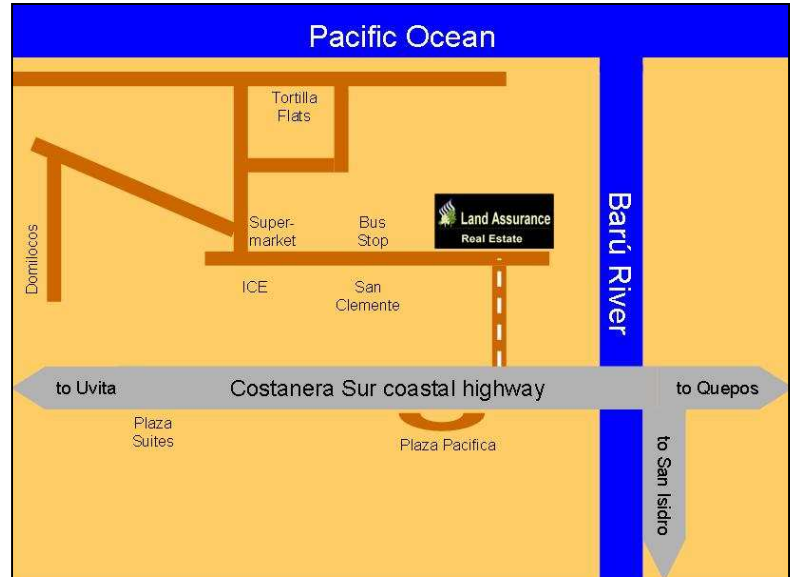 Pacific Ocean
Tortilla
Flats
Domilocos
Super-
market
Bus
Stop
Land Assurance
Real Estate
Barú River
ICE
San
Clemente
to Uvita
Costanera Sur coastal highway
to Quepos
Plaza
Suites
Plaza Pacifica
to San Isidro